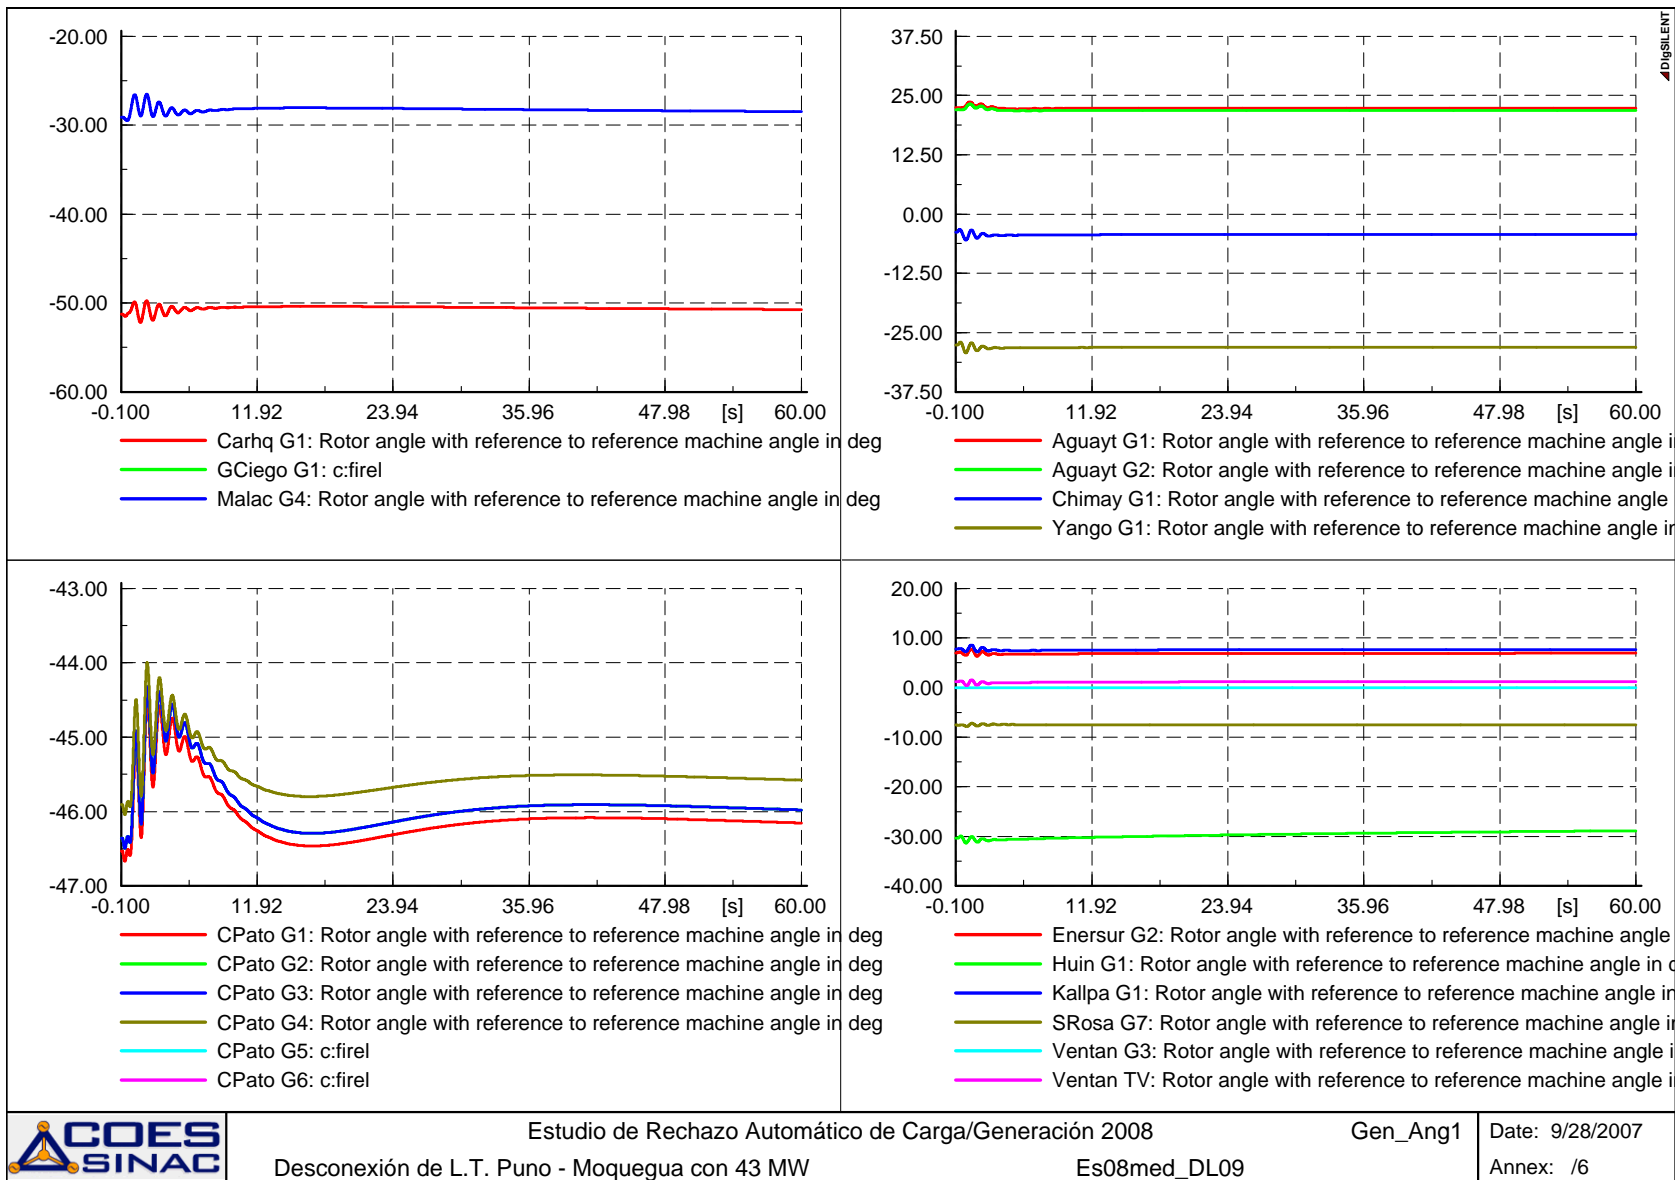 DIgSILENT
-20.00
-30.00
-40.00
-50.00
-60.00
-0.100 11.92 23.94 35.96 47.98 [s] 60.00
Carhq G1: Rotor angle with reference to reference machine angle in deg
GCiego G1: c:firel
Malac G4: Rotor angle with reference to reference machine angle in deg
37.50
25.00
12.50
0.00
-12.50
-25.00
-37.50
-0.100 11.92 23.94 35.96 47.98 [s] 60.00
Aguayt G1: Rotor angle with reference to reference machine angle i
Aguayt G2: Rotor angle with reference to reference machine angle i
Chimay G1: Rotor angle with reference to reference machine angle
Yango G1: Rotor angle with reference to reference machine angle in
-43.00
-44.00
-45.00
-46.00
-47.00
-0.100 11.92 23.94 35.96 47.98 [s] 60.00
CPato G1: Rotor angle with reference to reference machine angle in deg
CPato G2: Rotor angle with reference to reference machine angle in deg
CPato G3: Rotor angle with reference to reference machine angle in deg
CPato G4: Rotor angle with reference to reference machine angle in deg
CPato G5: c:firel
CPato G6: c:firel
20.00
10.00
0.00
-10.00
-20.00
-30.00
-40.00
-0.100 11.92 23.94 35.96 47.98 [s] 60.00
Enersur G2: Rotor angle with reference to reference machine angle
Huin G1: Rotor angle with reference to reference machine angle in d
Kallpa G1: Rotor angle with reference to reference machine angle in
SRosa G7: Rotor angle with reference to reference machine angle i
Ventan G3: Rotor angle with reference to reference machine angle i
Ventan TV: Rotor angle with reference to reference machine angle i
COES
SINAC
Estudio de Rechazo Automático de Carga/Generación 2008 Gen_Ang1
Desconexión de L.T. Puno - Moquegua con 43 MW Es08med_DL09
Date: 9/28/2007
Annex: /6